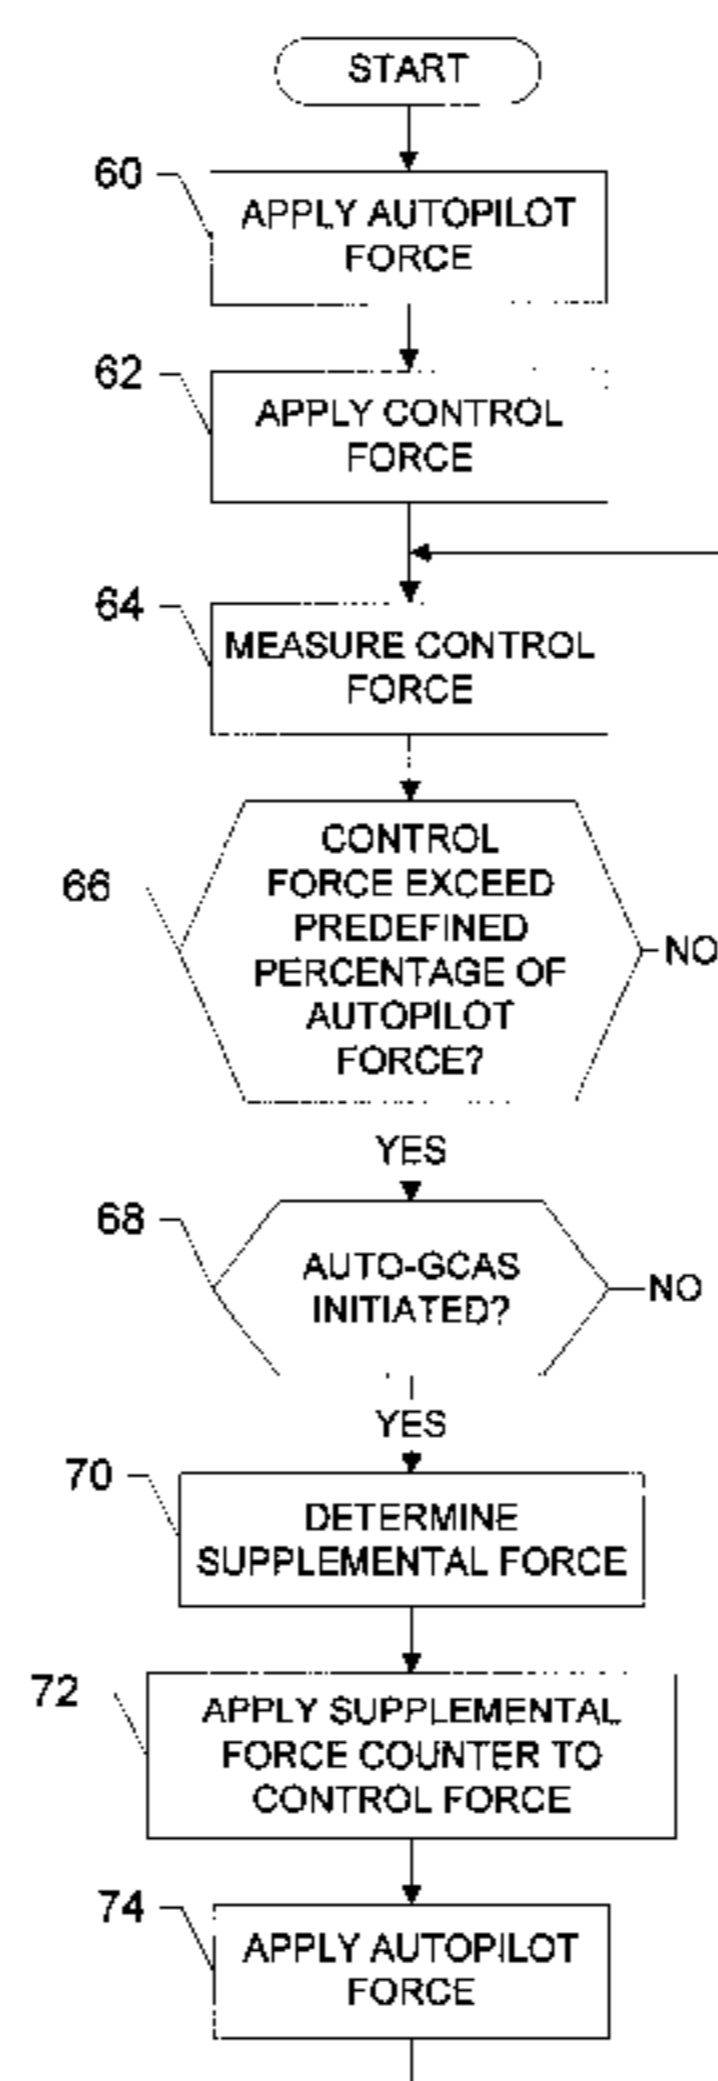 START
60
APPLY AUTOPILOT
FORCE
62
APPLY CONTROL
FORCE
64
MEASURE CONTROL
FORCE
66
CONTROL
FORCE EXCEED
PREDEFINED
PERCENTAGE OF
AUTOPILOT
FORCE?
NO
YES
68
AUTO-GCAS
INITIATED?
NO
YES
70
DETERMINE
SUPPLEMENTAL FORCE
72
APPLY SUPPLEMENTAL
FORCE COUNTER TO
CONTROL FORCE
74
APPLY AUTOPILOT
FORCE